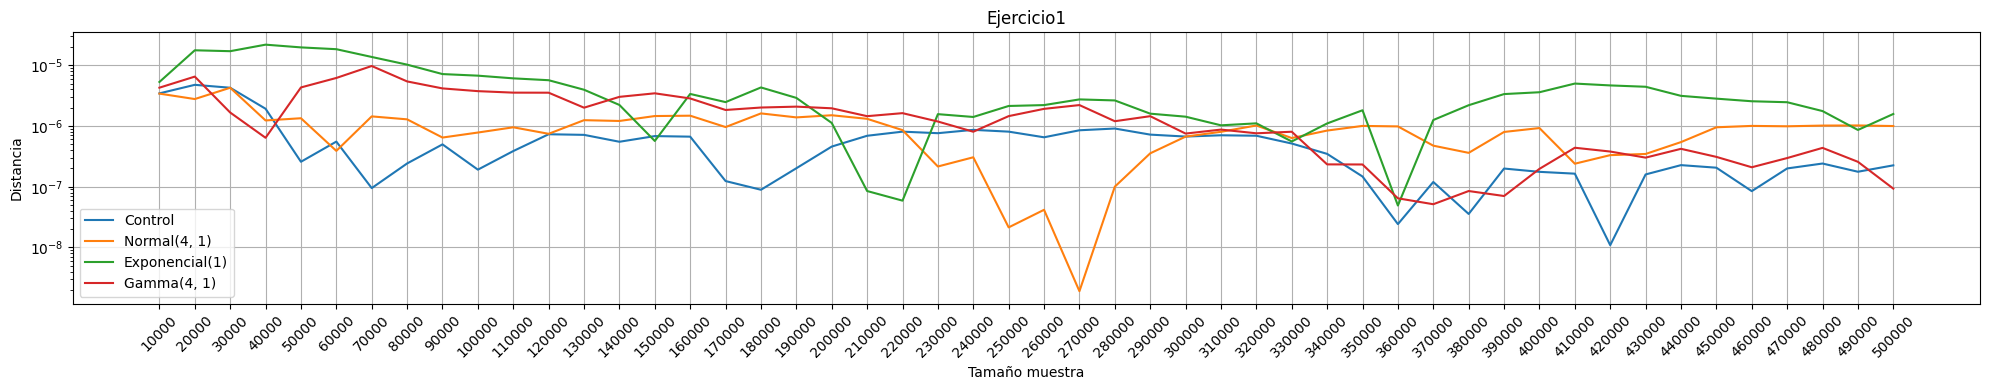 Ejercicio1
Distancia
10^-5
10^-6
10^-7
10^-8
Control
Normal(4, 1)
Exponencial(1)
Gamma(4, 1)
10000 20000 30000 40000 50000 60000 70000 80000 90000 100000 110000 120000 130000 140000 150000 160000 170000 180000 190000 200000 210000 220000 230000 240000 250000 260000 270000 280000 290000 300000 310000 320000 330000 340000 350000 360000 370000 380000 390000 400000 410000 420000 430000 440000 450000 460000 470000 480000 490000 500000
Tamaño muestra